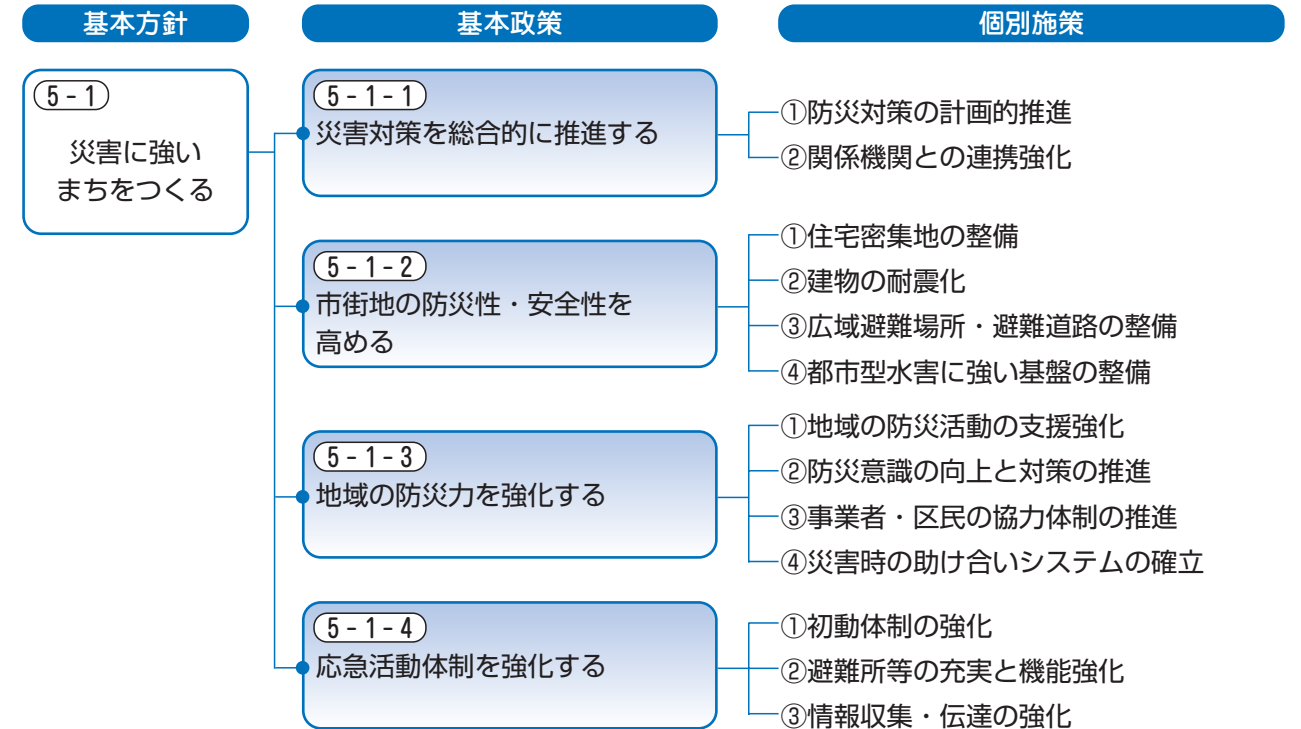 基本方針
基本政策
個別施策
5-1
災害に強い
まちをつくる
5-1-1
災害対策を総合的に推進する
①防災対策の計画的推進
②関係機関との連携強化
5-1-2
市街地の防災性・安全性を
高める
①住宅密集地の整備
②建物の耐震化
③広域避難場所・避難道路の整備
④都市型水害に強い基盤の整備
5-1-3
地域の防災力を強化する
①地域の防災活動の支援強化
②防災意識の向上と対策の推進
③事業者・区民の協力体制の推進
④災害時の助け合いシステムの確立
5-1-4
応急活動体制を強化する
①初動体制の強化
②避難所等の充実と機能強化
③情報収集・伝達の強化